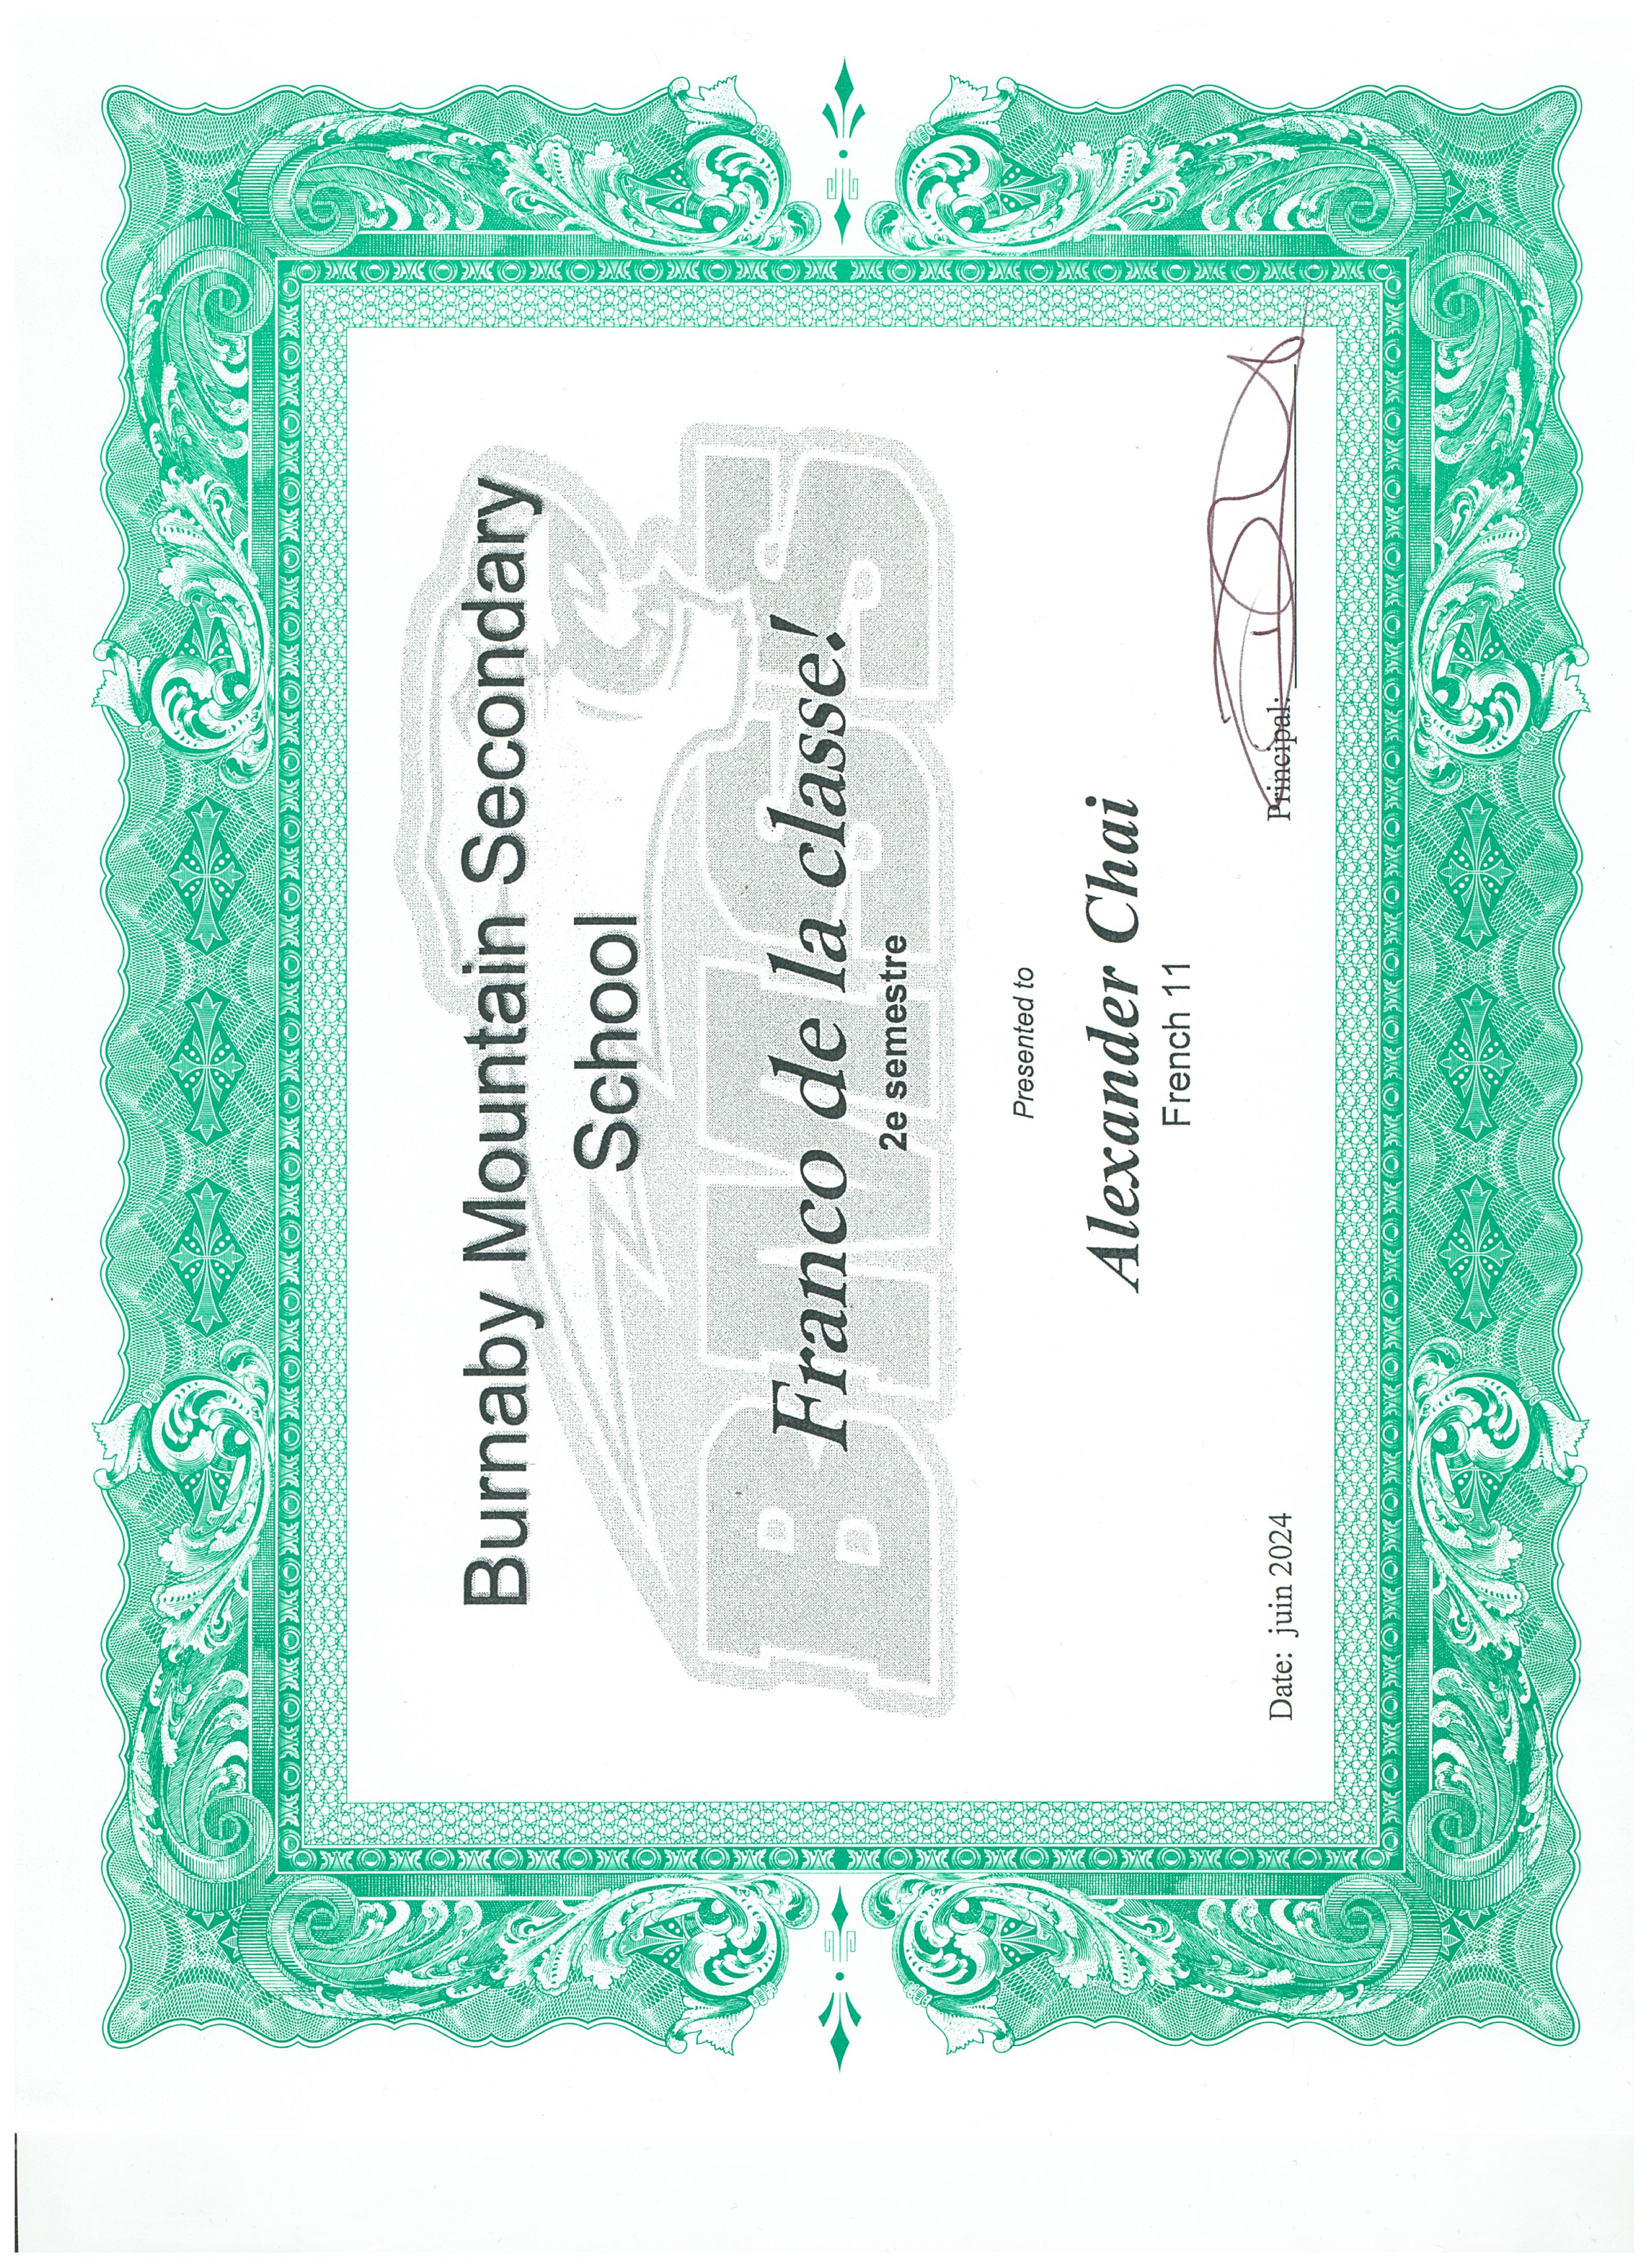 Burnaby Mountain Secondary
School
BMSS
Franco de la classe!
2e semestre
Presented to
Alexander Chai
French 11
Date: juin 2024
Principal: